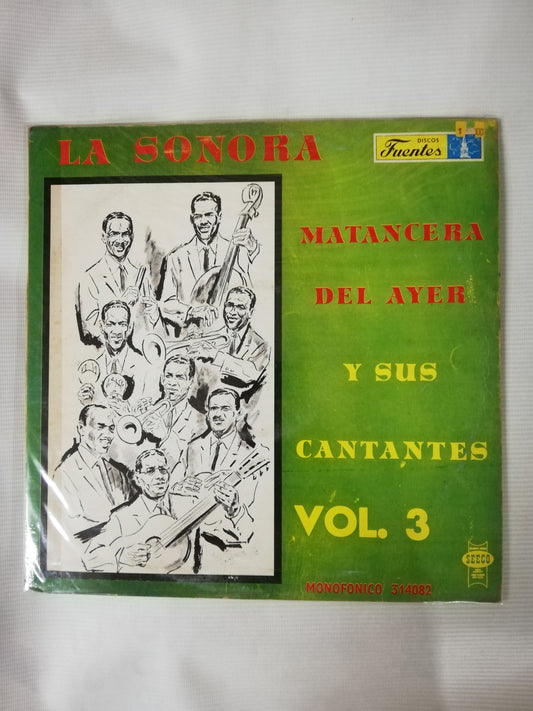 LA SONORA
DISCOS
Fuentes
MATANCERA
DEL AYER
Y SUS
CANTANTES
VOL. 3
SEECO
MONOFONICO 314082